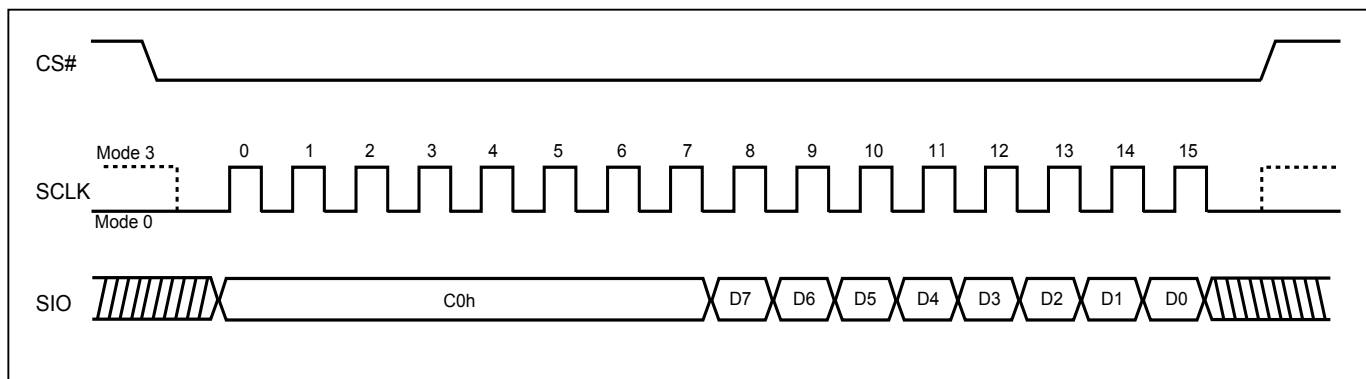 CS#
Mode 3
0 1 2 3 4 5 6 7 8 9 10 11 12 13 14 15
SCLK
Mode 0
SIO
C0h D7 D6 D5 D4 D3 D2 D1 D0